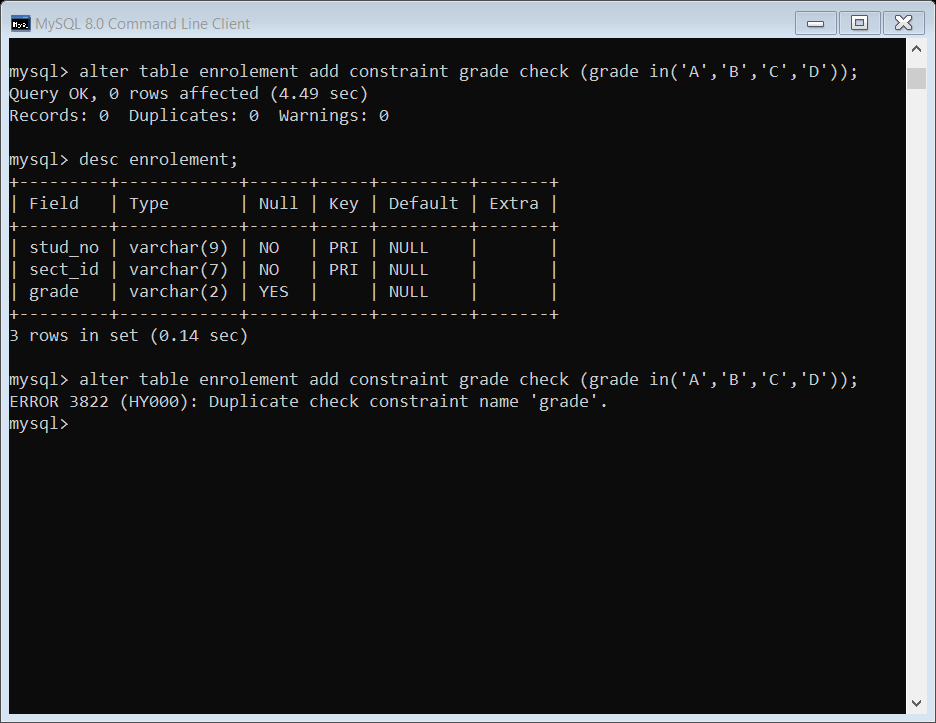 MySQL 8.0 Command Line Client
mysql> alter table enrolement add constraint grade check (grade in('A','B','C','D'));
Query OK, 0 rows affected (4.49 sec)
Records: 0  Duplicates: 0  Warnings: 0
mysql> desc enrolement;
+---------+------------+------+-----+---------+-------+
| Field   | Type       | Null | Key | Default | Extra |
+---------+------------+------+-----+---------+-------+
| stud_no | varchar(9) | NO   | PRI | NULL    |       |
| sect_id | varchar(7) | NO   | PRI | NULL    |       |
| grade   | varchar(2) | YES  |     | NULL    |       |
+---------+------------+------+-----+---------+-------+
3 rows in set (0.14 sec)
mysql> alter table enrolement add constraint grade check (grade in('A','B','C','D'));
ERROR 3822 (HY000): Duplicate check constraint name 'grade'.
mysql>